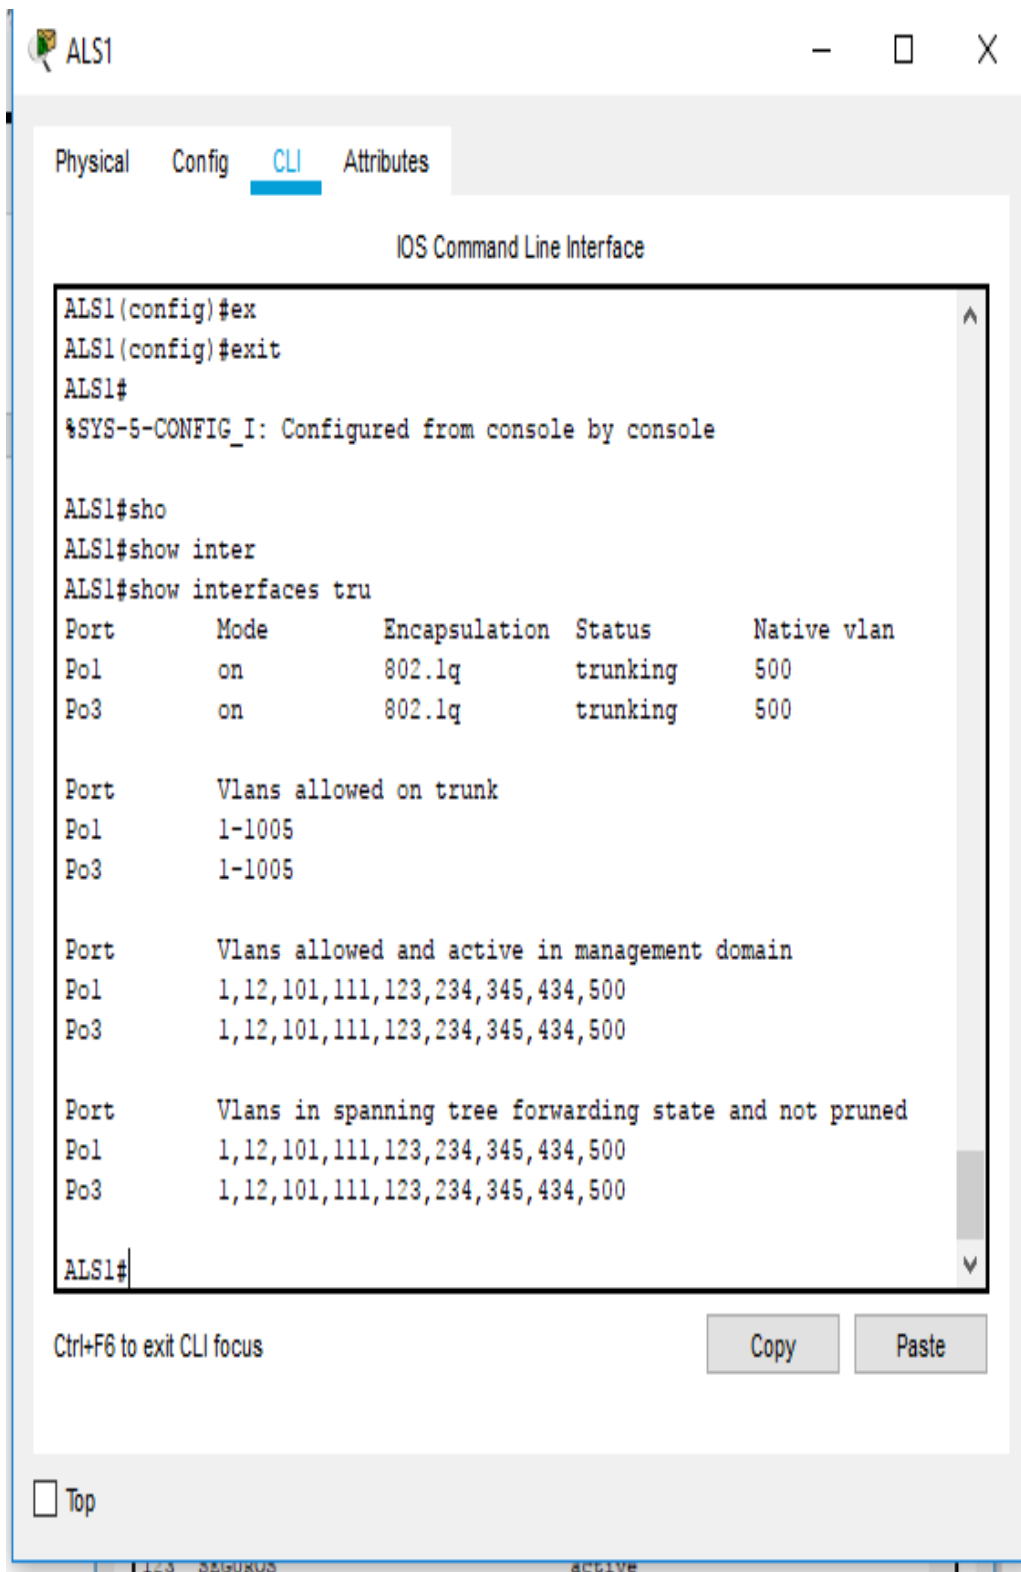 ALS1
Physical Config CLI Attributes
IOS Command Line Interface
ALS1(config)#ex
ALS1(config)#exit
ALS1#
%SYS-5-CONFIG_I: Configured from console by console
ALS1#sho
ALS1#show inter
ALS1#show interfaces tru
Port Mode Encapsulation Status Native vlan
Po1 on 802.1q trunking 500
Po3 on 802.1q trunking 500
Port Vlans allowed on trunk
Po1 1-1005
Po3 1-1005
Port Vlans allowed and active in management domain
Po1 1,12,101,111,123,234,345,434,500
Po3 1,12,101,111,123,234,345,434,500
Port Vlans in spanning tree forwarding state and not pruned
Po1 1,12,101,111,123,234,345,434,500
Po3 1,12,101,111,123,234,345,434,500
ALS1#
Ctrl+F6 to exit CLI focus
Copy Paste
Top
123 SEGUROS active